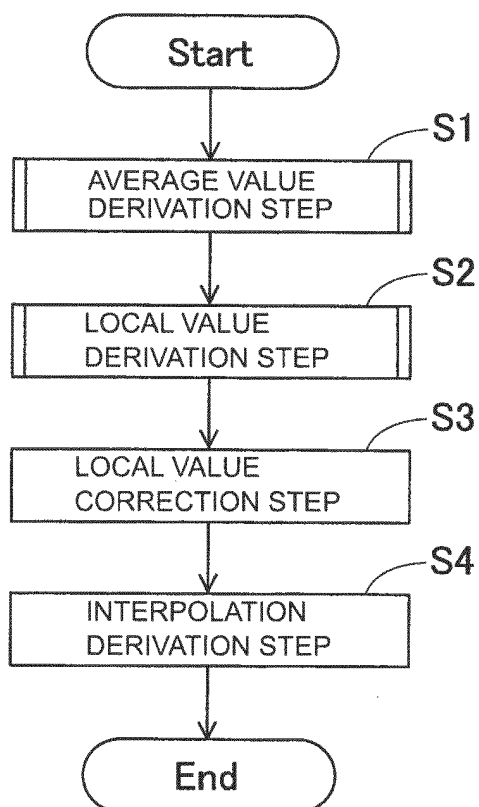 Start
S1
AVERAGE VALUE
DERIVATION STEP
S2
LOCAL VALUE
DERIVATION STEP
S3
LOCAL VALUE
CORRECTION STEP
S4
INTERPOLATION
DERIVATION STEP
End